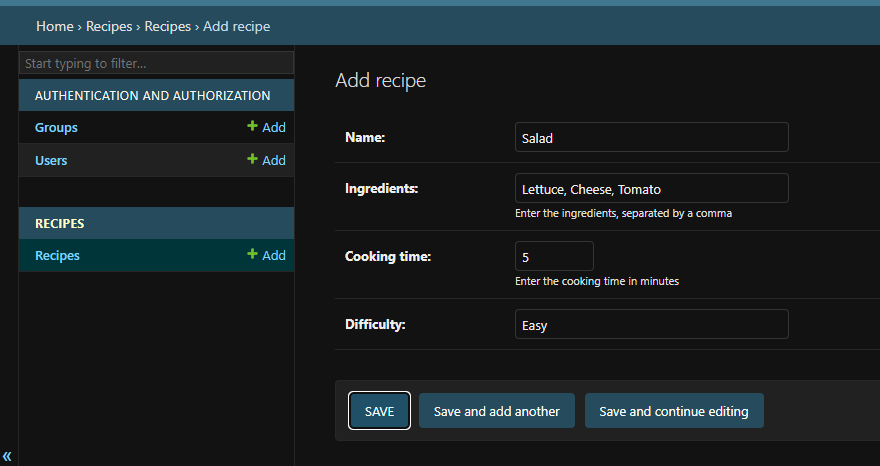 Home › Recipes › Recipes › Add recipe
Start typing to filter...
AUTHENTICATION AND AUTHORIZATION
Groups + Add
Users + Add
RECIPES
Recipes + Add
«
Add recipe
Name: Salad
Ingredients: Lettuce, Cheese, Tomato
Enter the ingredients, separated by a comma
Cooking time: 5
Enter the cooking time in minutes
Difficulty: Easy
SAVE Save and add another Save and continue editing